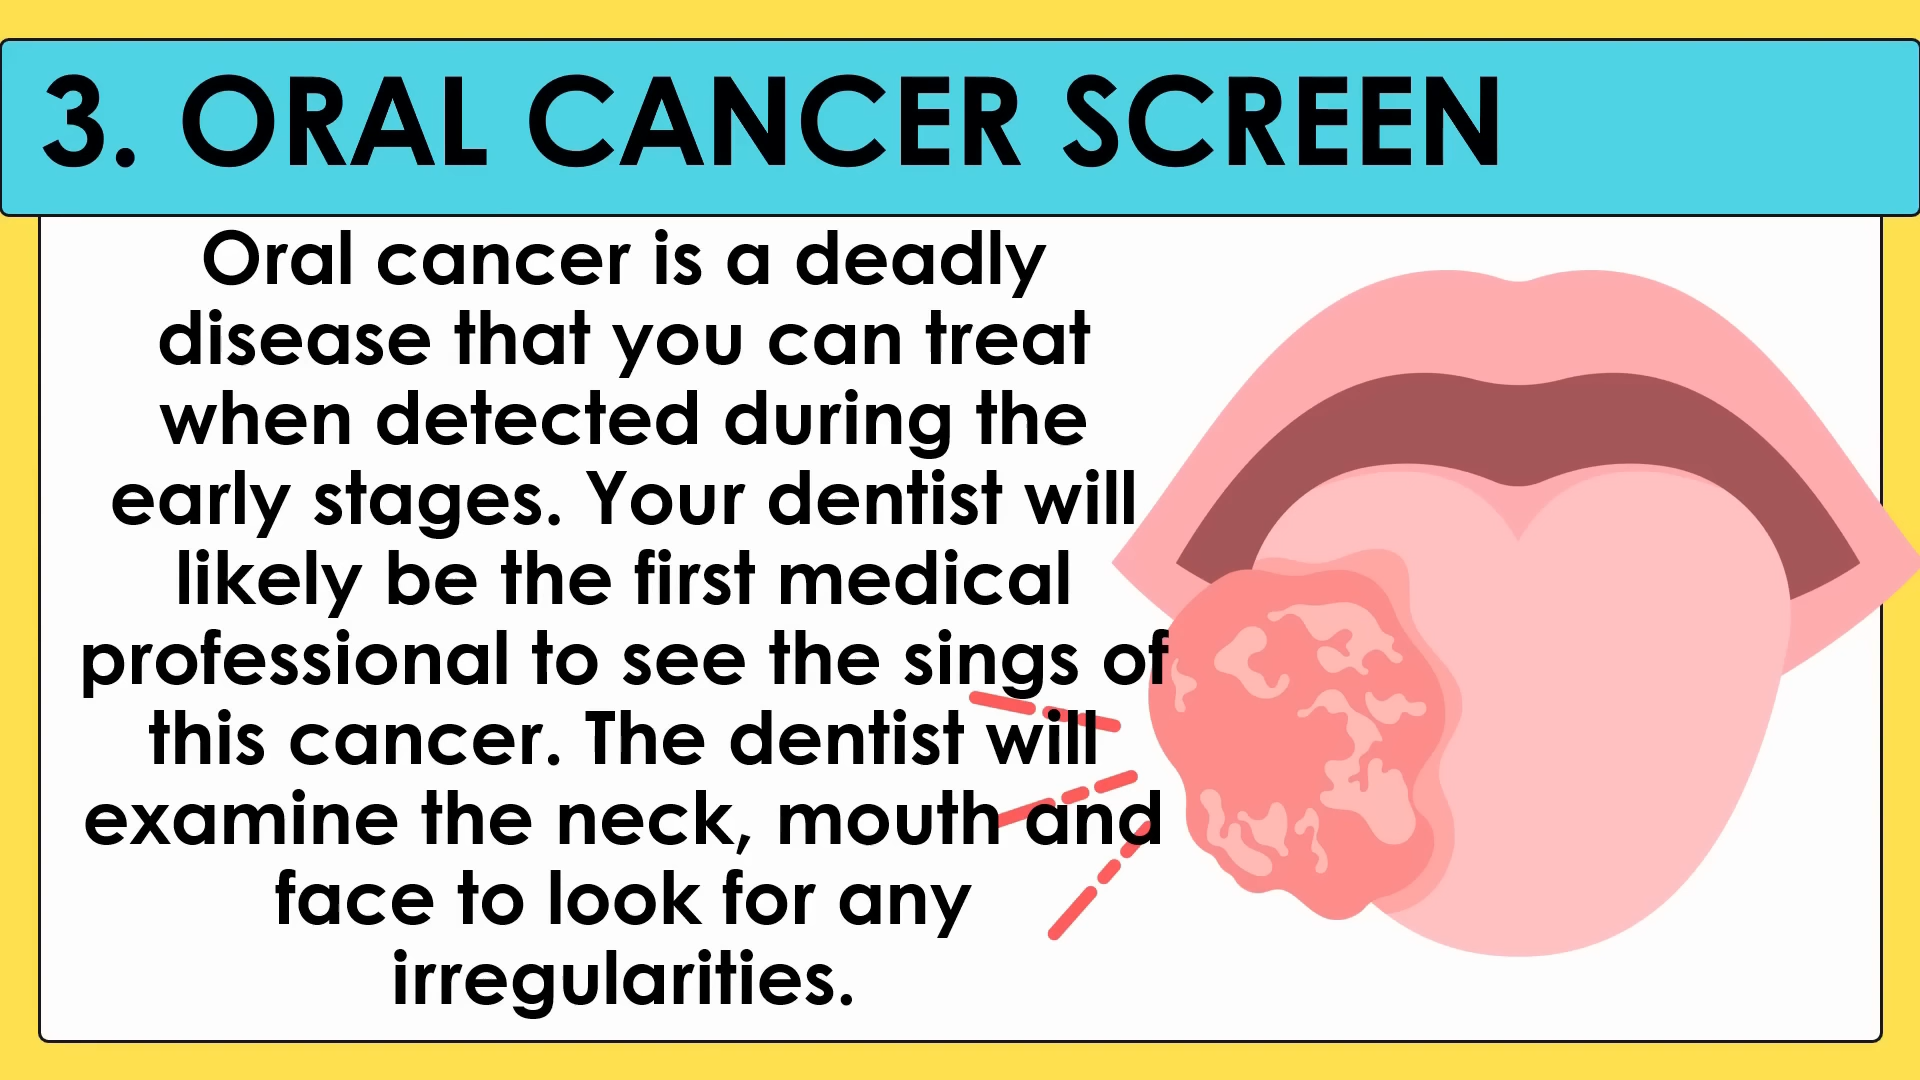 3. ORAL CANCER SCREEN
Oral cancer is a deadly
disease that you can treat
when detected during the
early stages. Your dentist will
likely be the first medical
professional to see the sings of
this cancer. The dentist will
examine the neck, mouth and
face to look for any
irregularities.